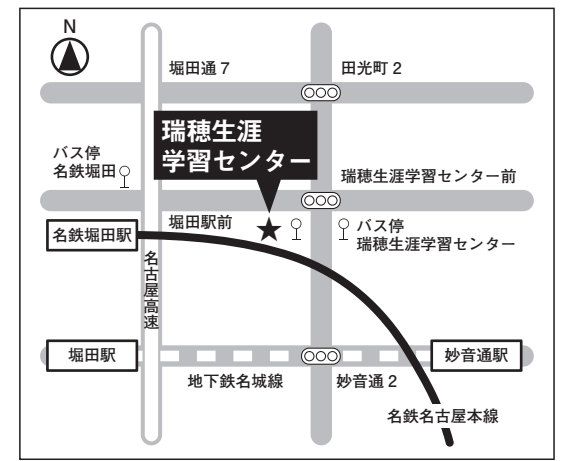 N
堀田通7
田光町2
瑞穂生涯
学習センター
バス停
名鉄堀田
瑞穂生涯学習センター前
堀田駅前
名鉄堀田駅
バス停
瑞穂生涯学習センター
名古屋高速
堀田駅
妙音通駅
地下鉄名城線
妙音通2
名鉄名古屋本線